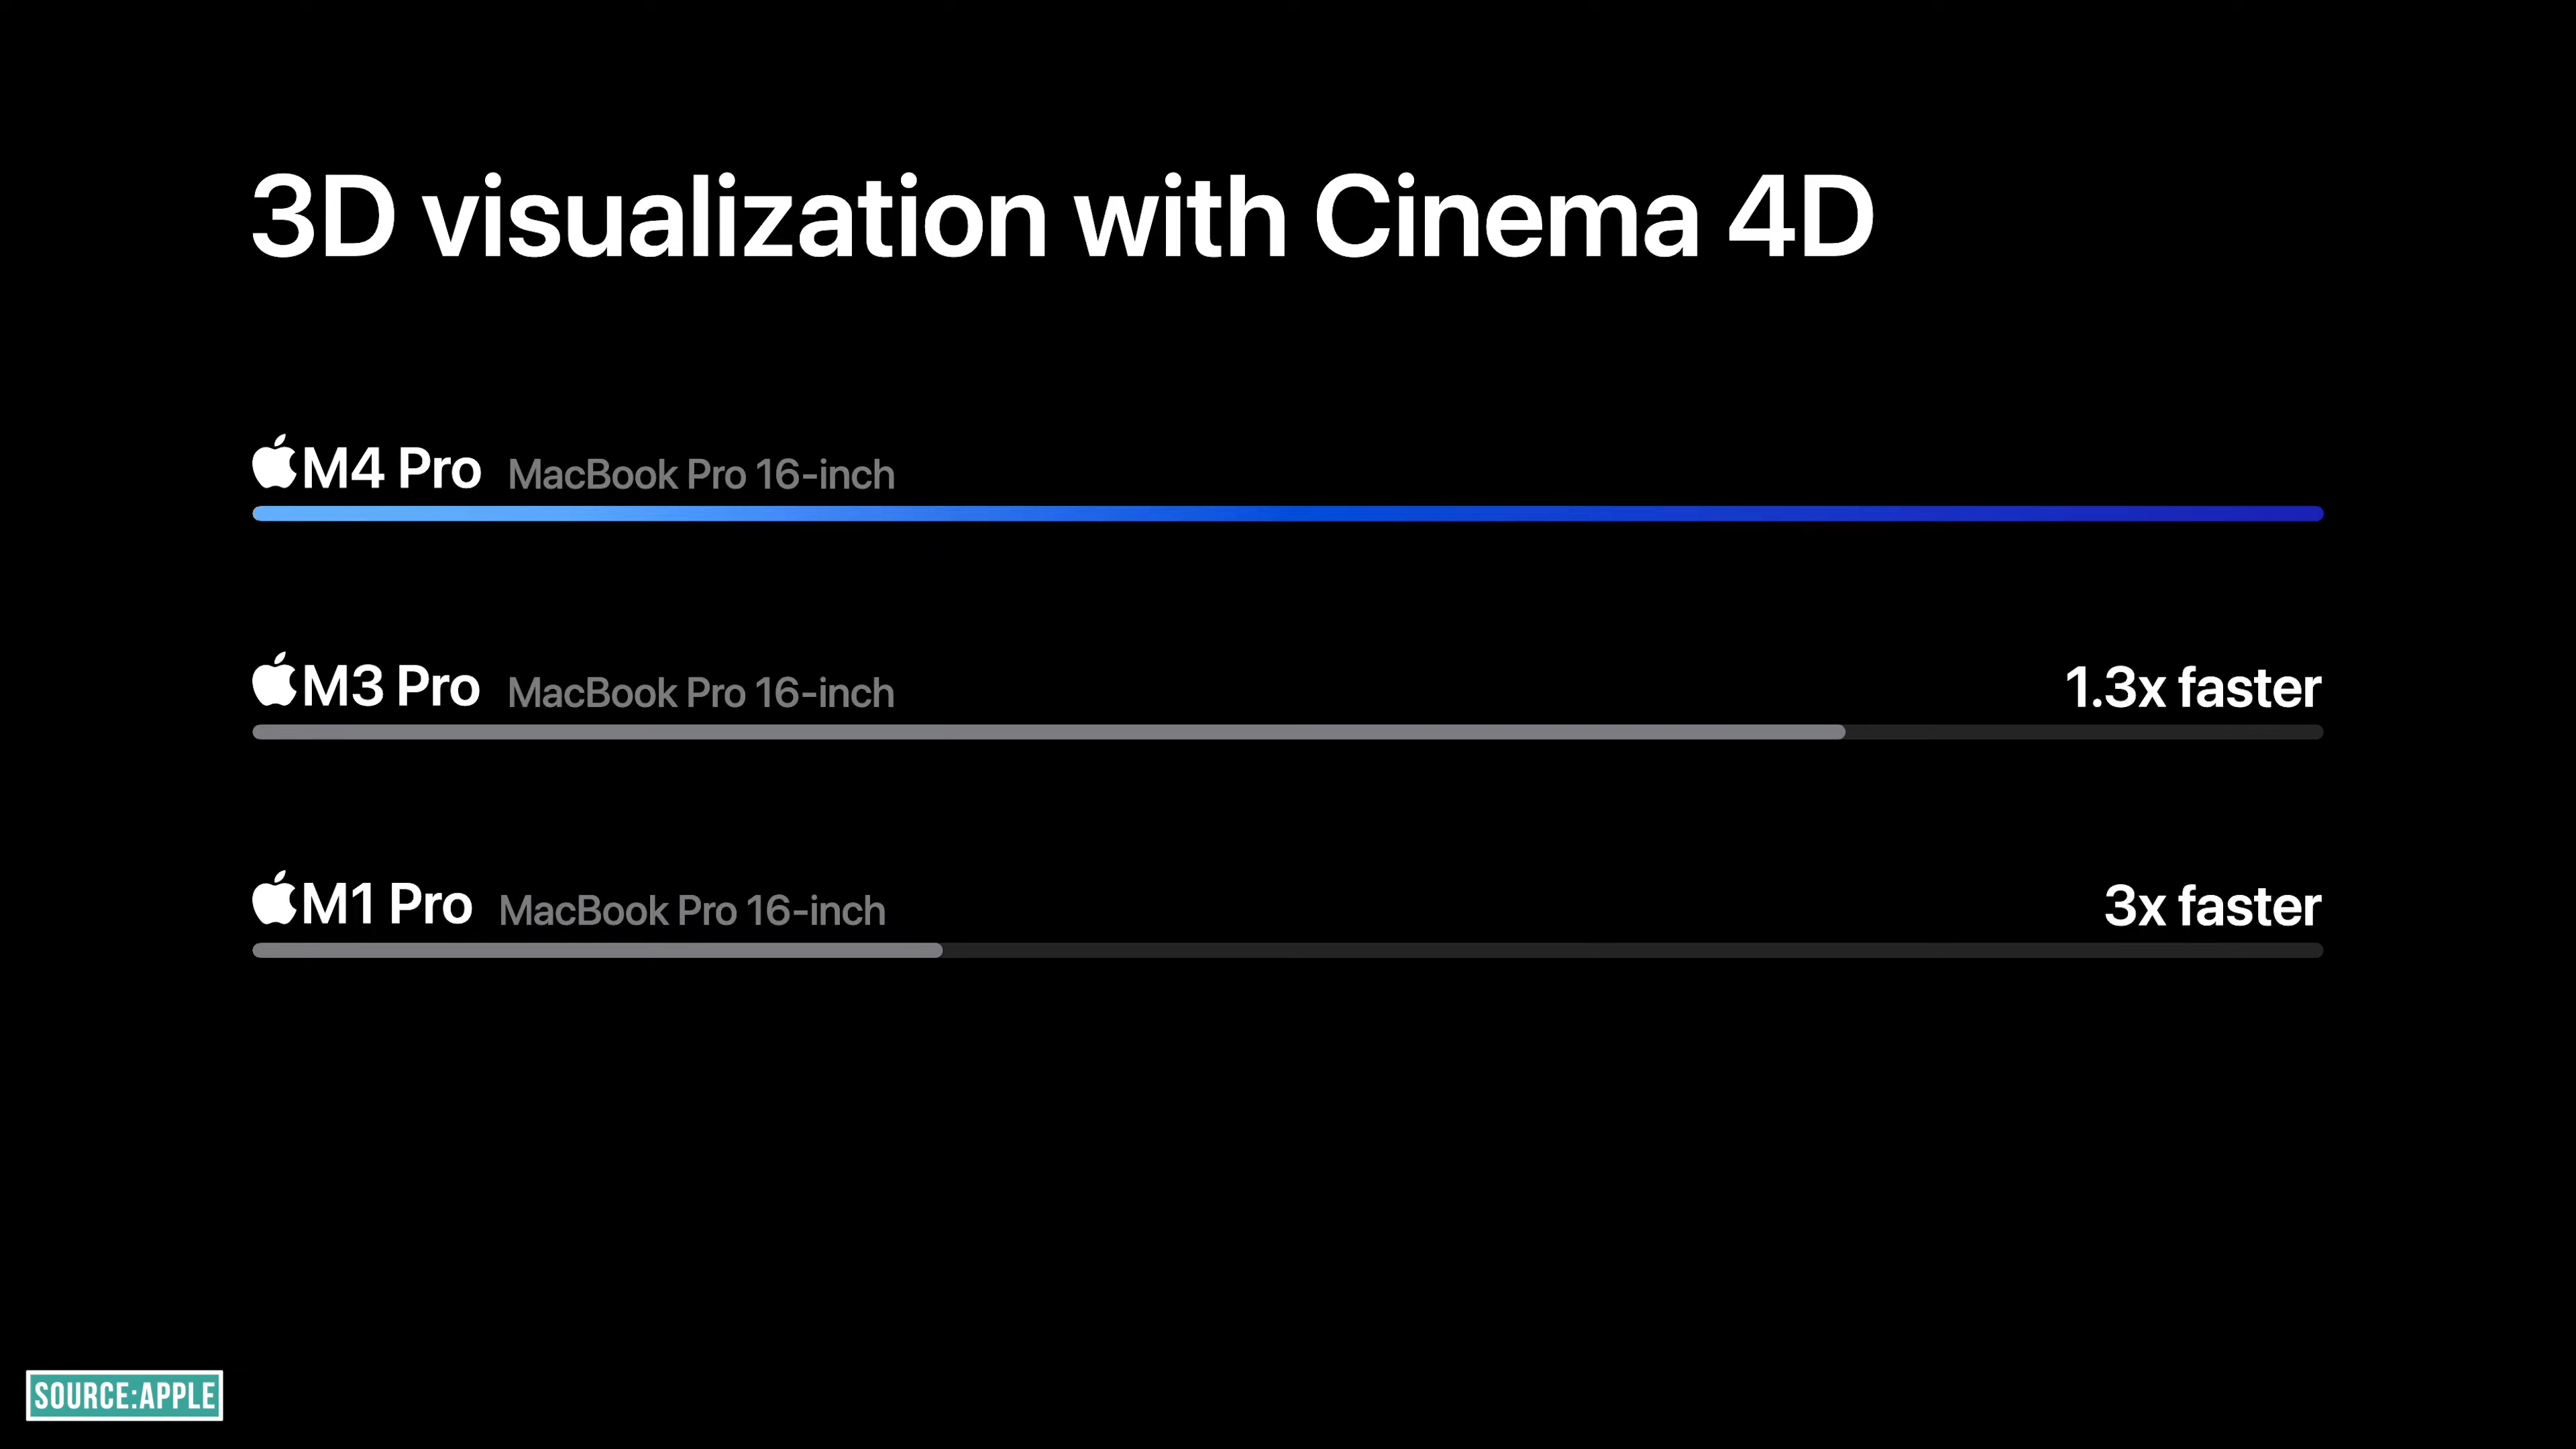 3D visualization with Cinema 4D
M4 Pro MacBook Pro 16-inch
M3 Pro MacBook Pro 16-inch 1.3x faster
M1 Pro MacBook Pro 16-inch 3x faster
SOURCE:APPLE